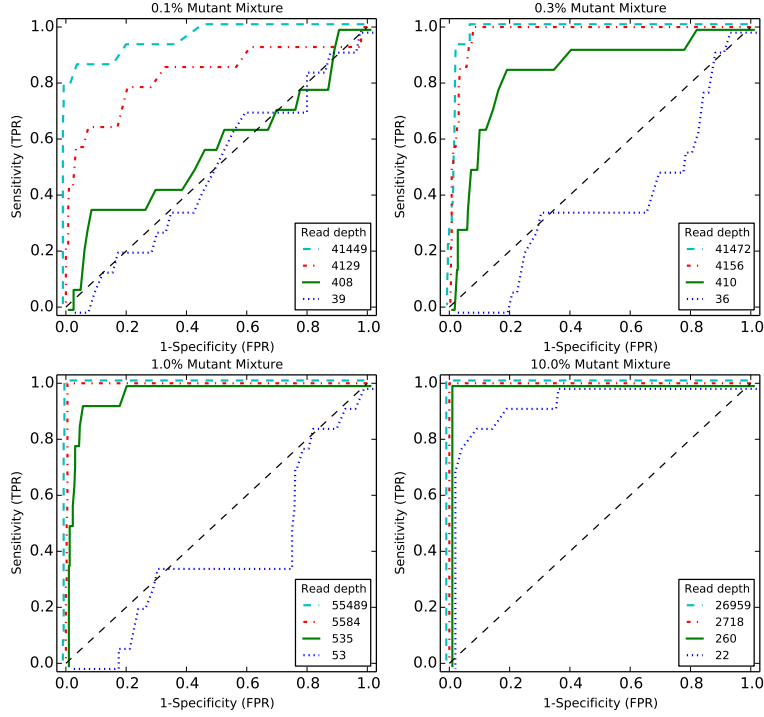 0.1% Mutant Mixture
Sensitivity (TPR)
1.0
0.8
0.6
0.4
0.2
0.0
0.0 0.2 0.4 0.6 0.8 1.0
1-Specificity (FPR)
Read depth
41449
4129
408
39
0.3% Mutant Mixture
Sensitivity (TPR)
1.0
0.8
0.6
0.4
0.2
0.0
0.0 0.2 0.4 0.6 0.8 1.0
1-Specificity (FPR)
Read depth
41472
4156
410
36
1.0% Mutant Mixture
Sensitivity (TPR)
1.0
0.8
0.6
0.4
0.2
0.0
0.0 0.2 0.4 0.6 0.8 1.0
1-Specificity (FPR)
Read depth
55489
5584
535
53
10.0% Mutant Mixture
Sensitivity (TPR)
1.0
0.8
0.6
0.4
0.2
0.0
0.0 0.2 0.4 0.6 0.8 1.0
1-Specificity (FPR)
Read depth
26959
2718
260
22